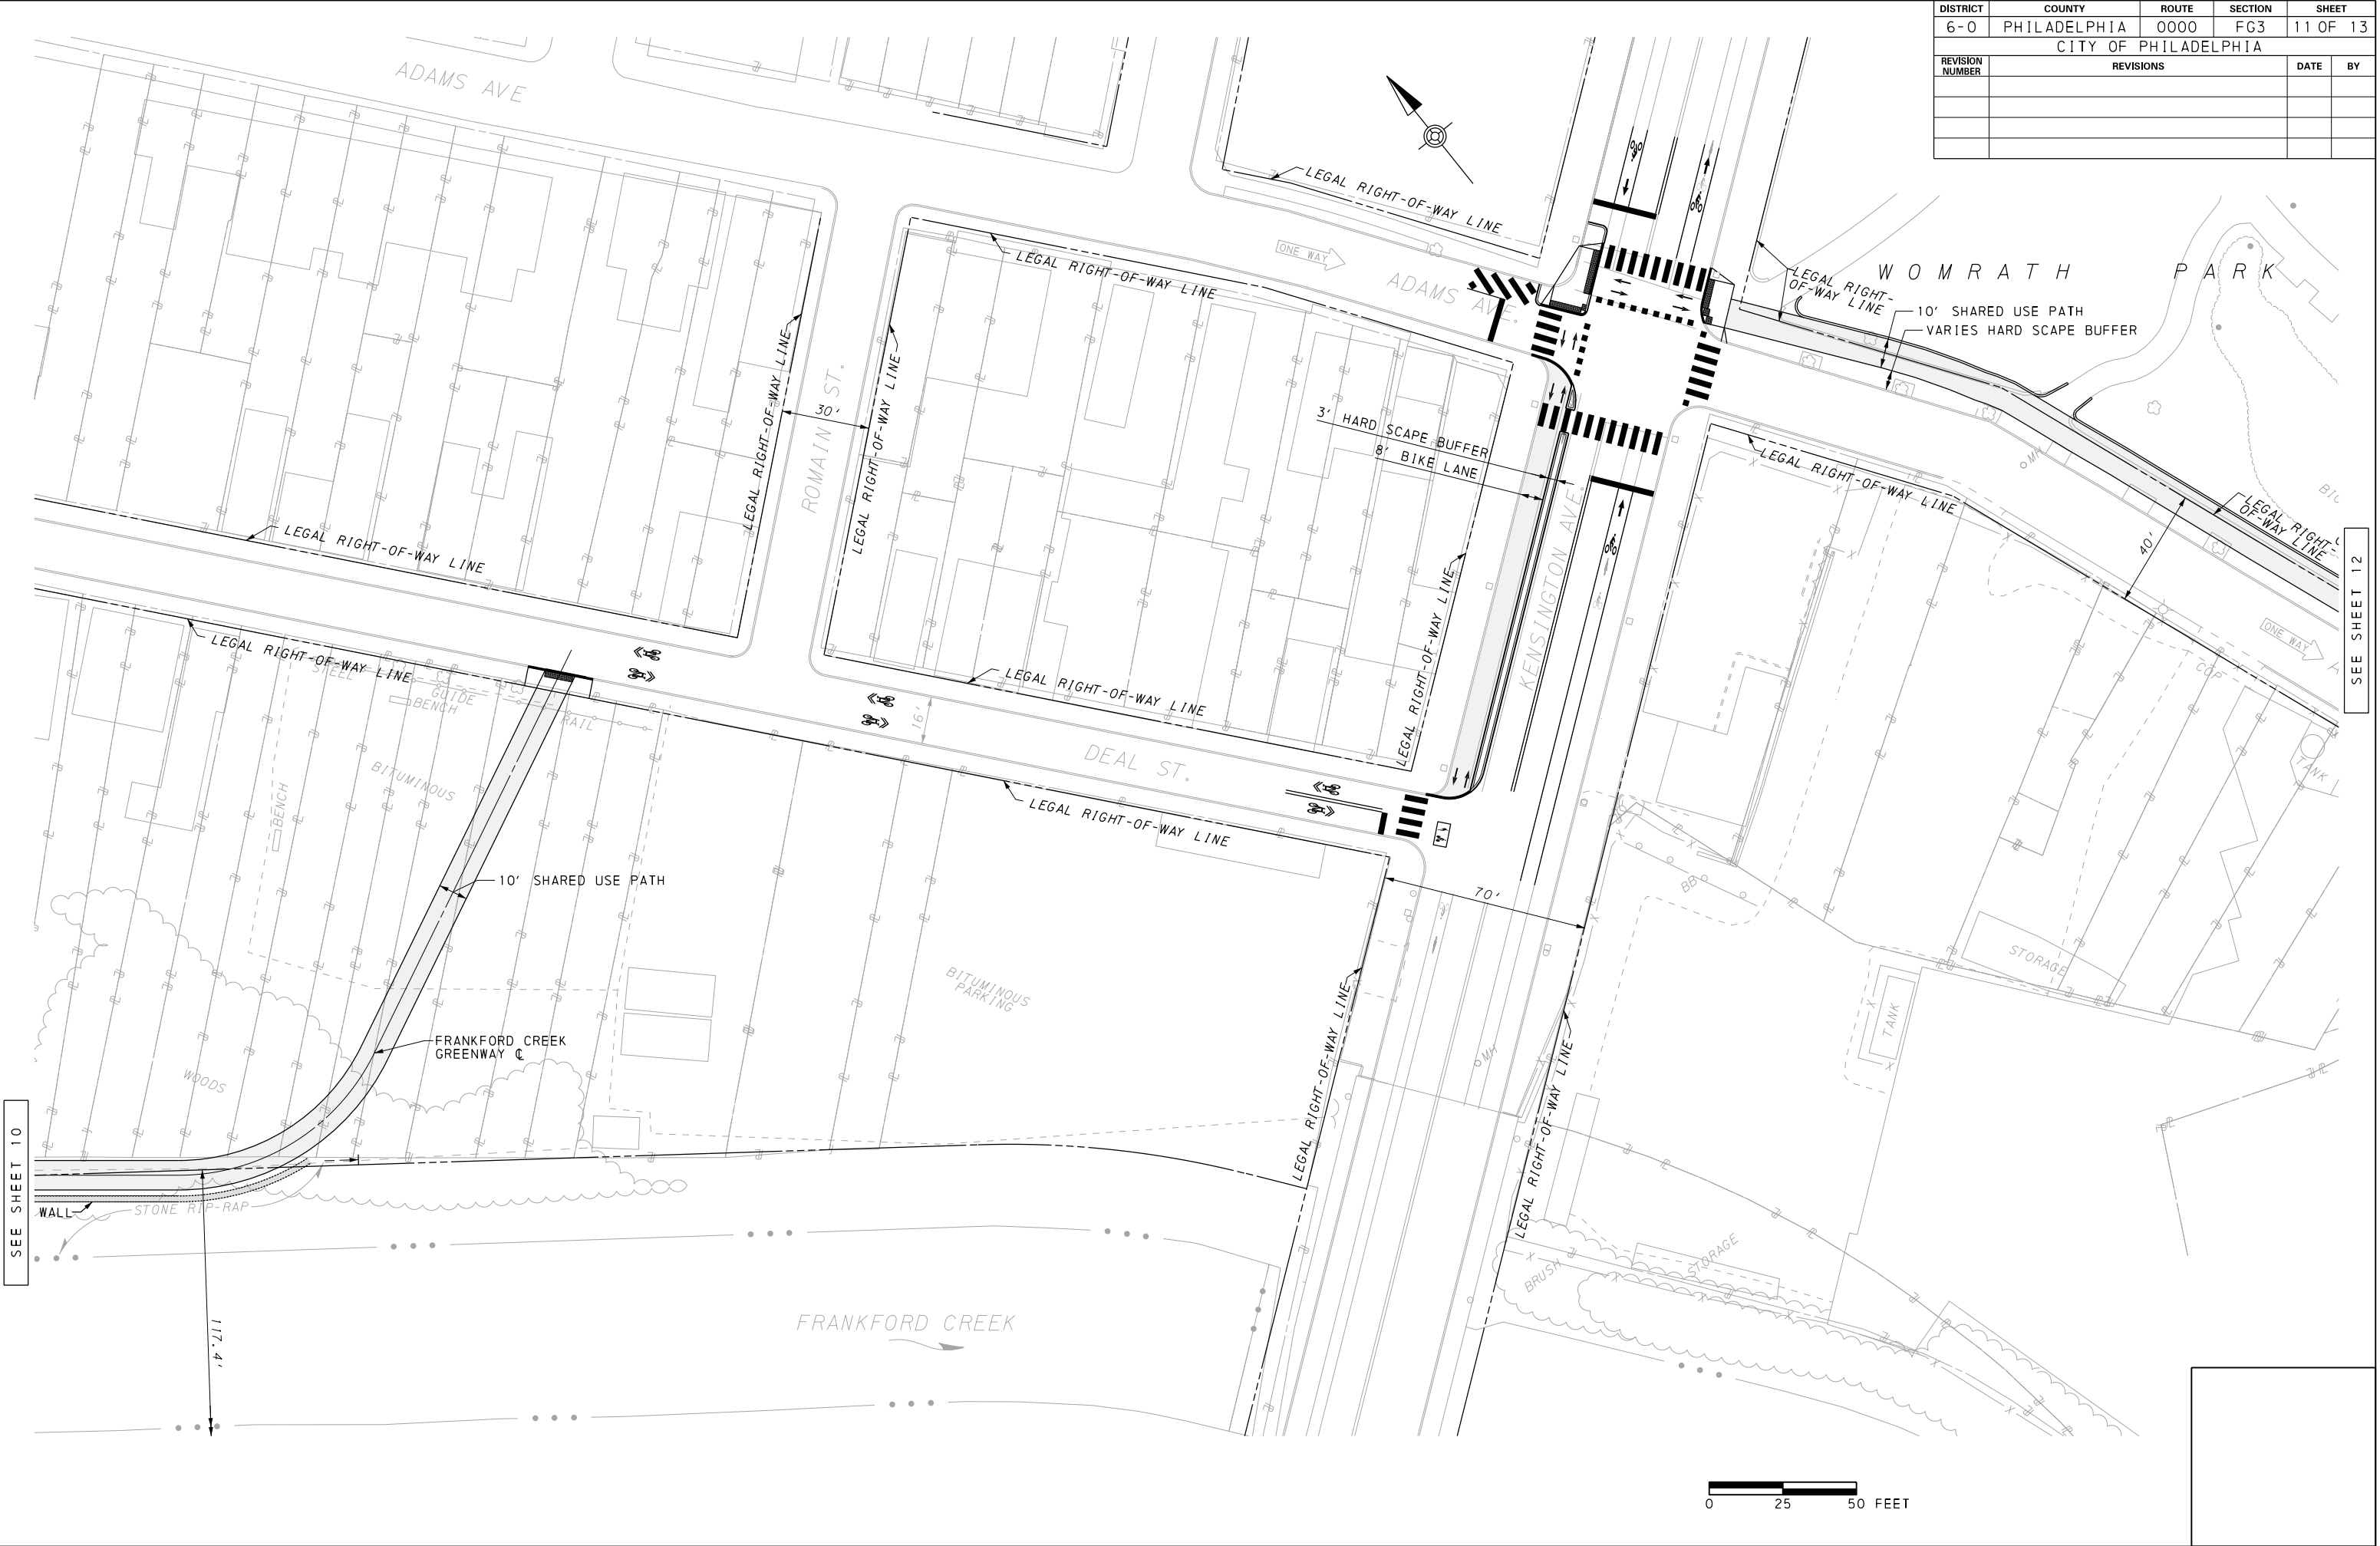 DISTRICT COUNTY ROUTE SECTION SHEET
6-0 PHILADELPHIA 0000 FG3 11 OF 13
CITY OF PHILADELPHIA
REVISION NUMBER REVISIONS DATE BY
ADAMS AVE
LEGAL RIGHT-OF-WAY LINE
ONE WAY
ADAMS AVE.
LEGAL RIGHT-OF-WAY LINE
WOMRATH PARK
LEGAL RIGHT-
OF-WAY LINE
10' SHARED USE PATH
VARIES HARD SCAPE BUFFER
LEGAL RIGHT-OF-WAY LINE
30'
ROMAIN ST.
LEGAL RIGHT-OF-WAY LINE
3' HARD SCAPE BUFFER
8' BIKE LANE
LEGAL RIGHT-OF-WAY LINE
MH
LEGAL RIGHT-
OF-WAY LINE
40'
SEE SHEET 12
LEGAL RIGHT-OF-WAY LINE
KENSINGTON AVE.
LEGAL RIGHT-OF-WAY LINE
ONE WAY
COP
LEGAL RIGHT-OF-WAY LINE
STEEL
GUIDE
RAIL
BENCH
LEGAL RIGHT-OF-WAY LINE
16'
DEAL ST.
BITUMINOUS
BENCH
LEGAL RIGHT-OF-WAY LINE
TANK
10' SHARED USE PATH
70'
BB
STORAGE
BITUMINOUS
PARKING
LEGAL RIGHT-OF-WAY LINE
TANK
FRANKFORD CREEK
GREENWAY ℄
WOODS
MH
LEGAL RIGHT-OF-WAY LINE
SEE SHEET 10
WALL
STONE RIP-RAP
117.4'
BRUSH
STORAGE
FRANKFORD CREEK
0 25 50 FEET